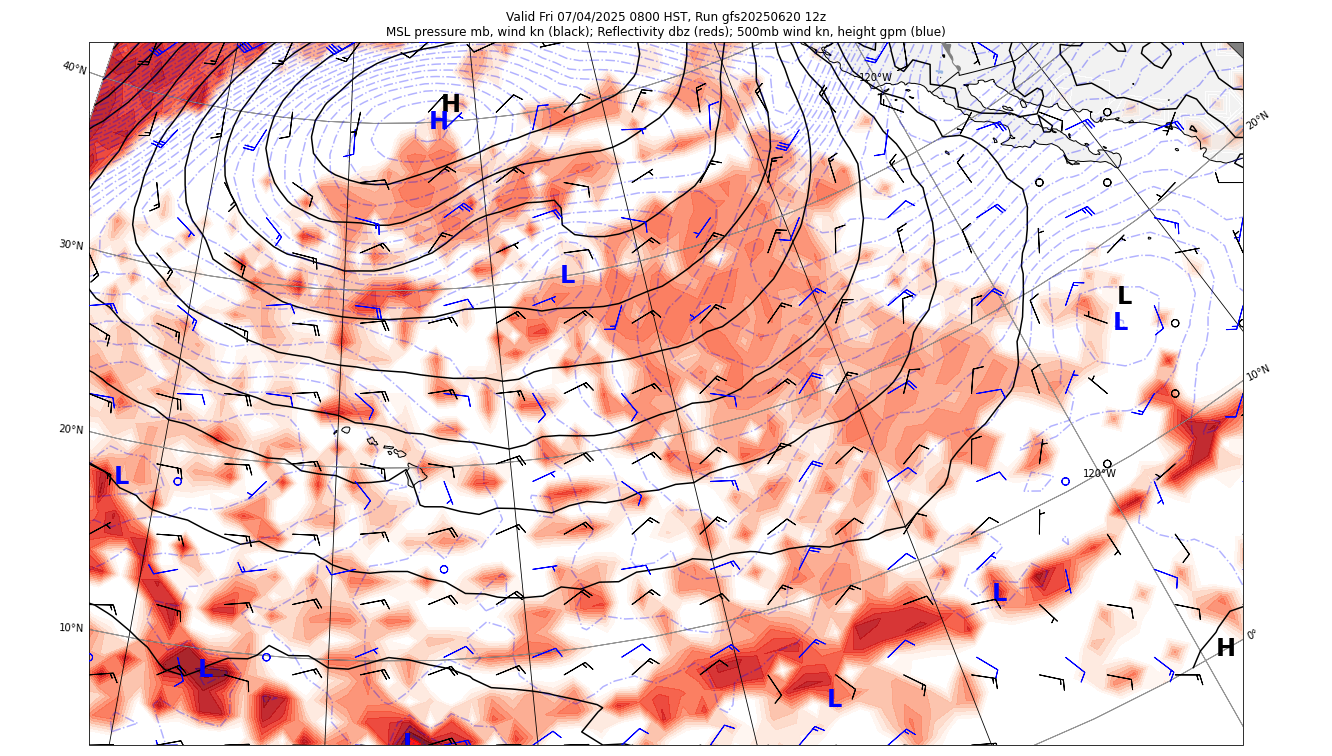 Valid Fri 07/04/2025 0800 HST, Run gfs20250620 12z
MSL pressure mb, wind kn (black); Reflectivity dbz (reds); 500mb wind kn, height gpm (blue)
40°N
120°W
H
H
20°N
30°N
L
L
L
10°N
20°N
L
120°W
L
10°N
0°
H
L
L
L